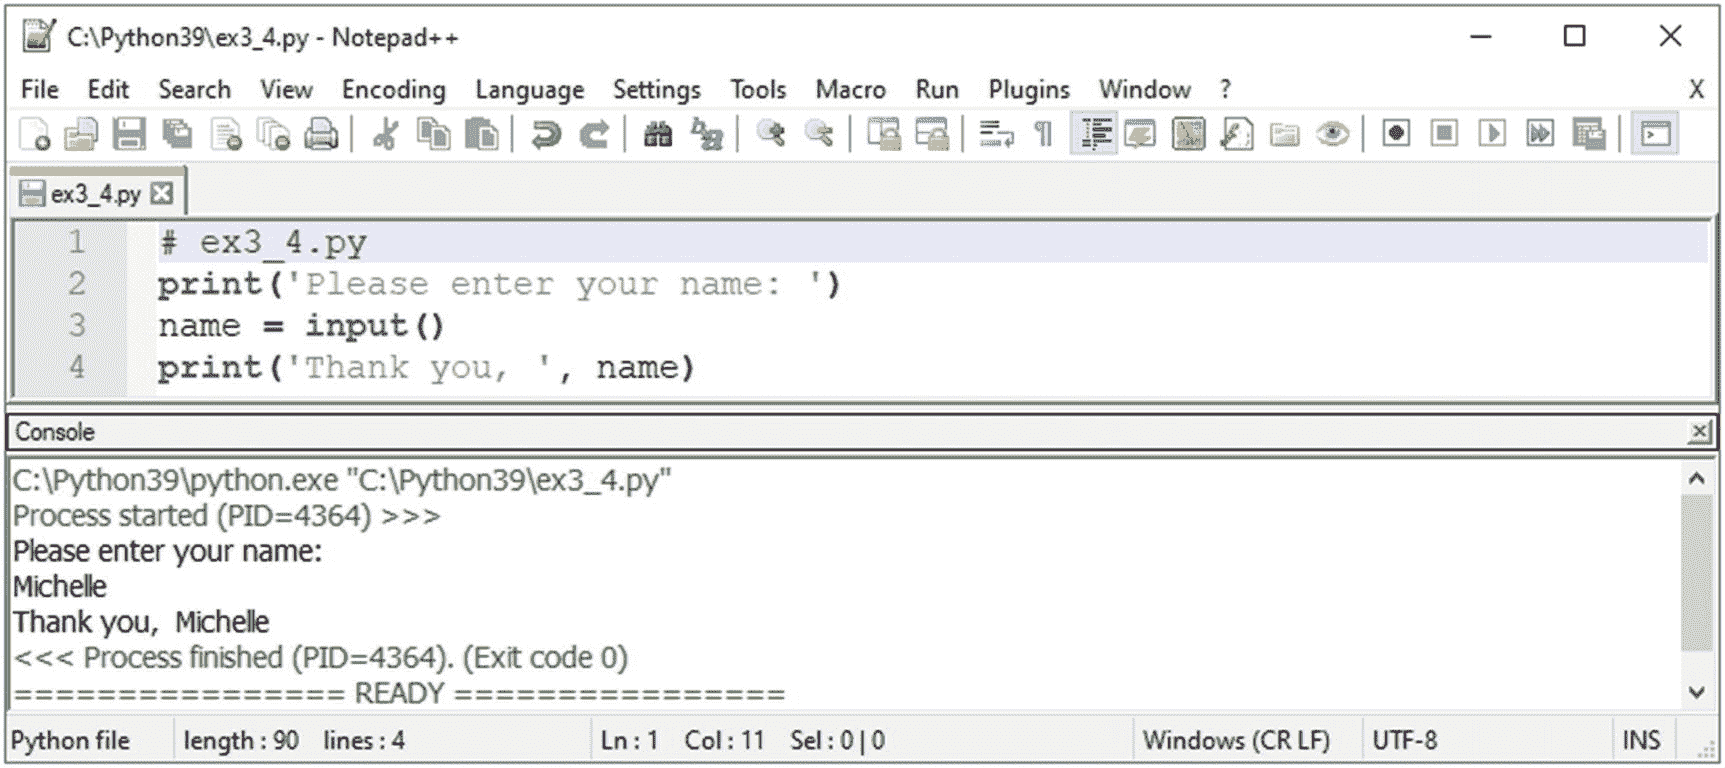 C:\Python39\ex3_4.py - Notepad++
File Edit Search View Encoding Language Settings Tools Macro Run Plugins Window ? X
ex3_4.py
1 # ex3_4.py
2 print('Please enter your name: ')
3 name = input()
4 print('Thank you, ', name)
Console
C:\Python39\python.exe "C:\Python39\ex3_4.py"
Process started (PID=4364) >>>
Please enter your name:
Michelle
Thank you,  Michelle
<<< Process finished (PID=4364). (Exit code 0)
================ READY ================
Python file length : 90 lines : 4 Ln : 1 Col : 11 Sel : 0 | 0 Windows (CR LF) UTF-8 INS